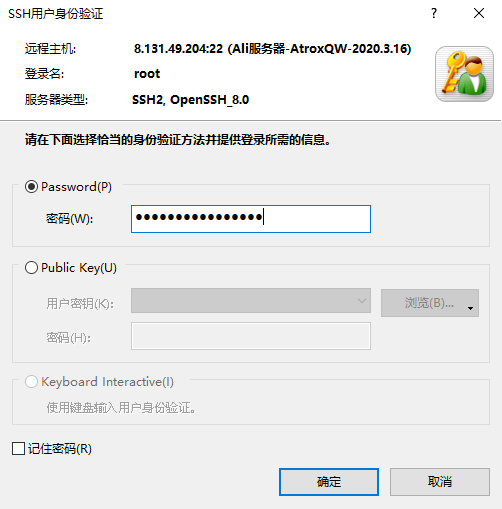 SSH用户身份验证
远程主机: 8.131.49.204:22 (Ali服务器-AtroxQW-2020.3.16)
登录名: root
服务器类型: SSH2, OpenSSH_8.0
请在下面选择恰当的身份验证方法并提供登录所需的信息。
Password(P)
密码(W): ●●●●●●●●●●●●●●●●
Public Key(U)
用户密钥(K): 浏览(B)...
密码(H):
Keyboard Interactive(I)
使用键盘输入用户身份验证。
记住密码(R)
确定 取消